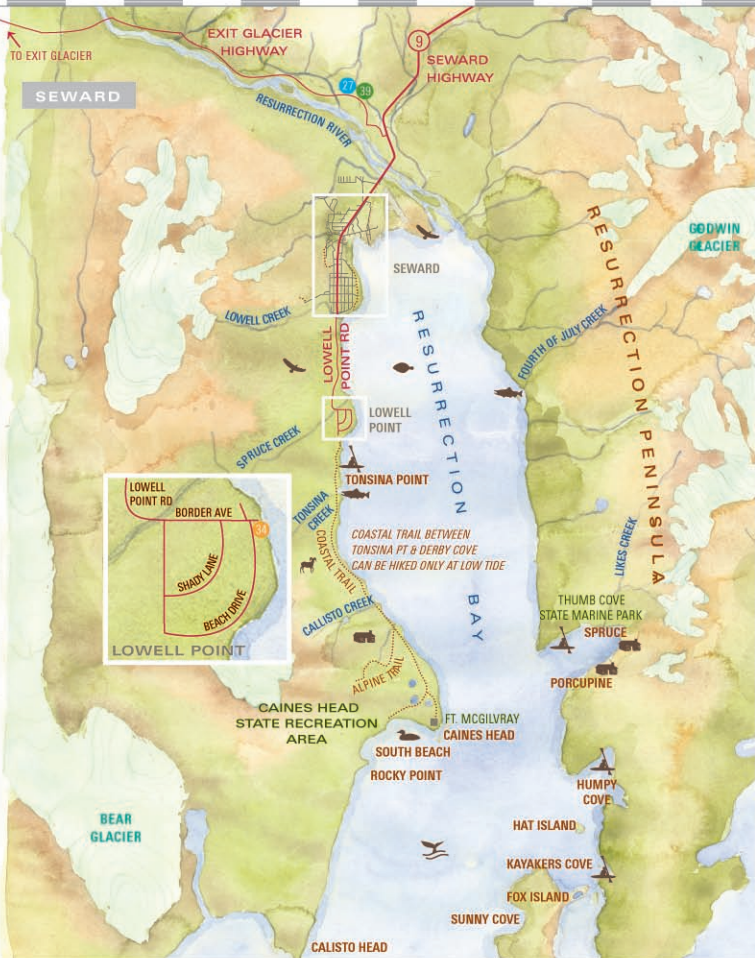 EXIT GLACIER
HIGHWAY
9
SEWARD
HIGHWAY
TO EXIT GLACIER
SEWARD
27
39
RESURRECTION RIVER
GODWIN
GLACIER
RESURRECTION PENINSULA
SEWARD
LOWELL CREEK
LOWELL
POINT RD
RESURRECTION
BAY
FOURTH OF JULY CREEK
LOWELL
POINT
SPRUCE CREEK
TONSINA POINT
TONSINA
CREEK
COASTAL TRAIL
COASTAL TRAIL BETWEEN
TONSINA PT & DERBY COVE
CAN BE HIKED ONLY AT LOW TIDE
LIKES CREEK
LOWELL
POINT RD
BORDER AVE
34
SHADY LANE
BEACH DRIVE
LOWELL POINT
CALLISTO CREEK
THUMB COVE
STATE MARINE PARK
SPRUCE
PORCUPINE
ALPINE TRAIL
CAINES HEAD
STATE RECREATION
AREA
FT. MCGILVRAY
CAINES HEAD
SOUTH BEACH
ROCKY POINT
HUMPY
COVE
BEAR
GLACIER
HAT ISLAND
KAYAKERS COVE
FOX ISLAND
SUNNY COVE
CALISTO HEAD